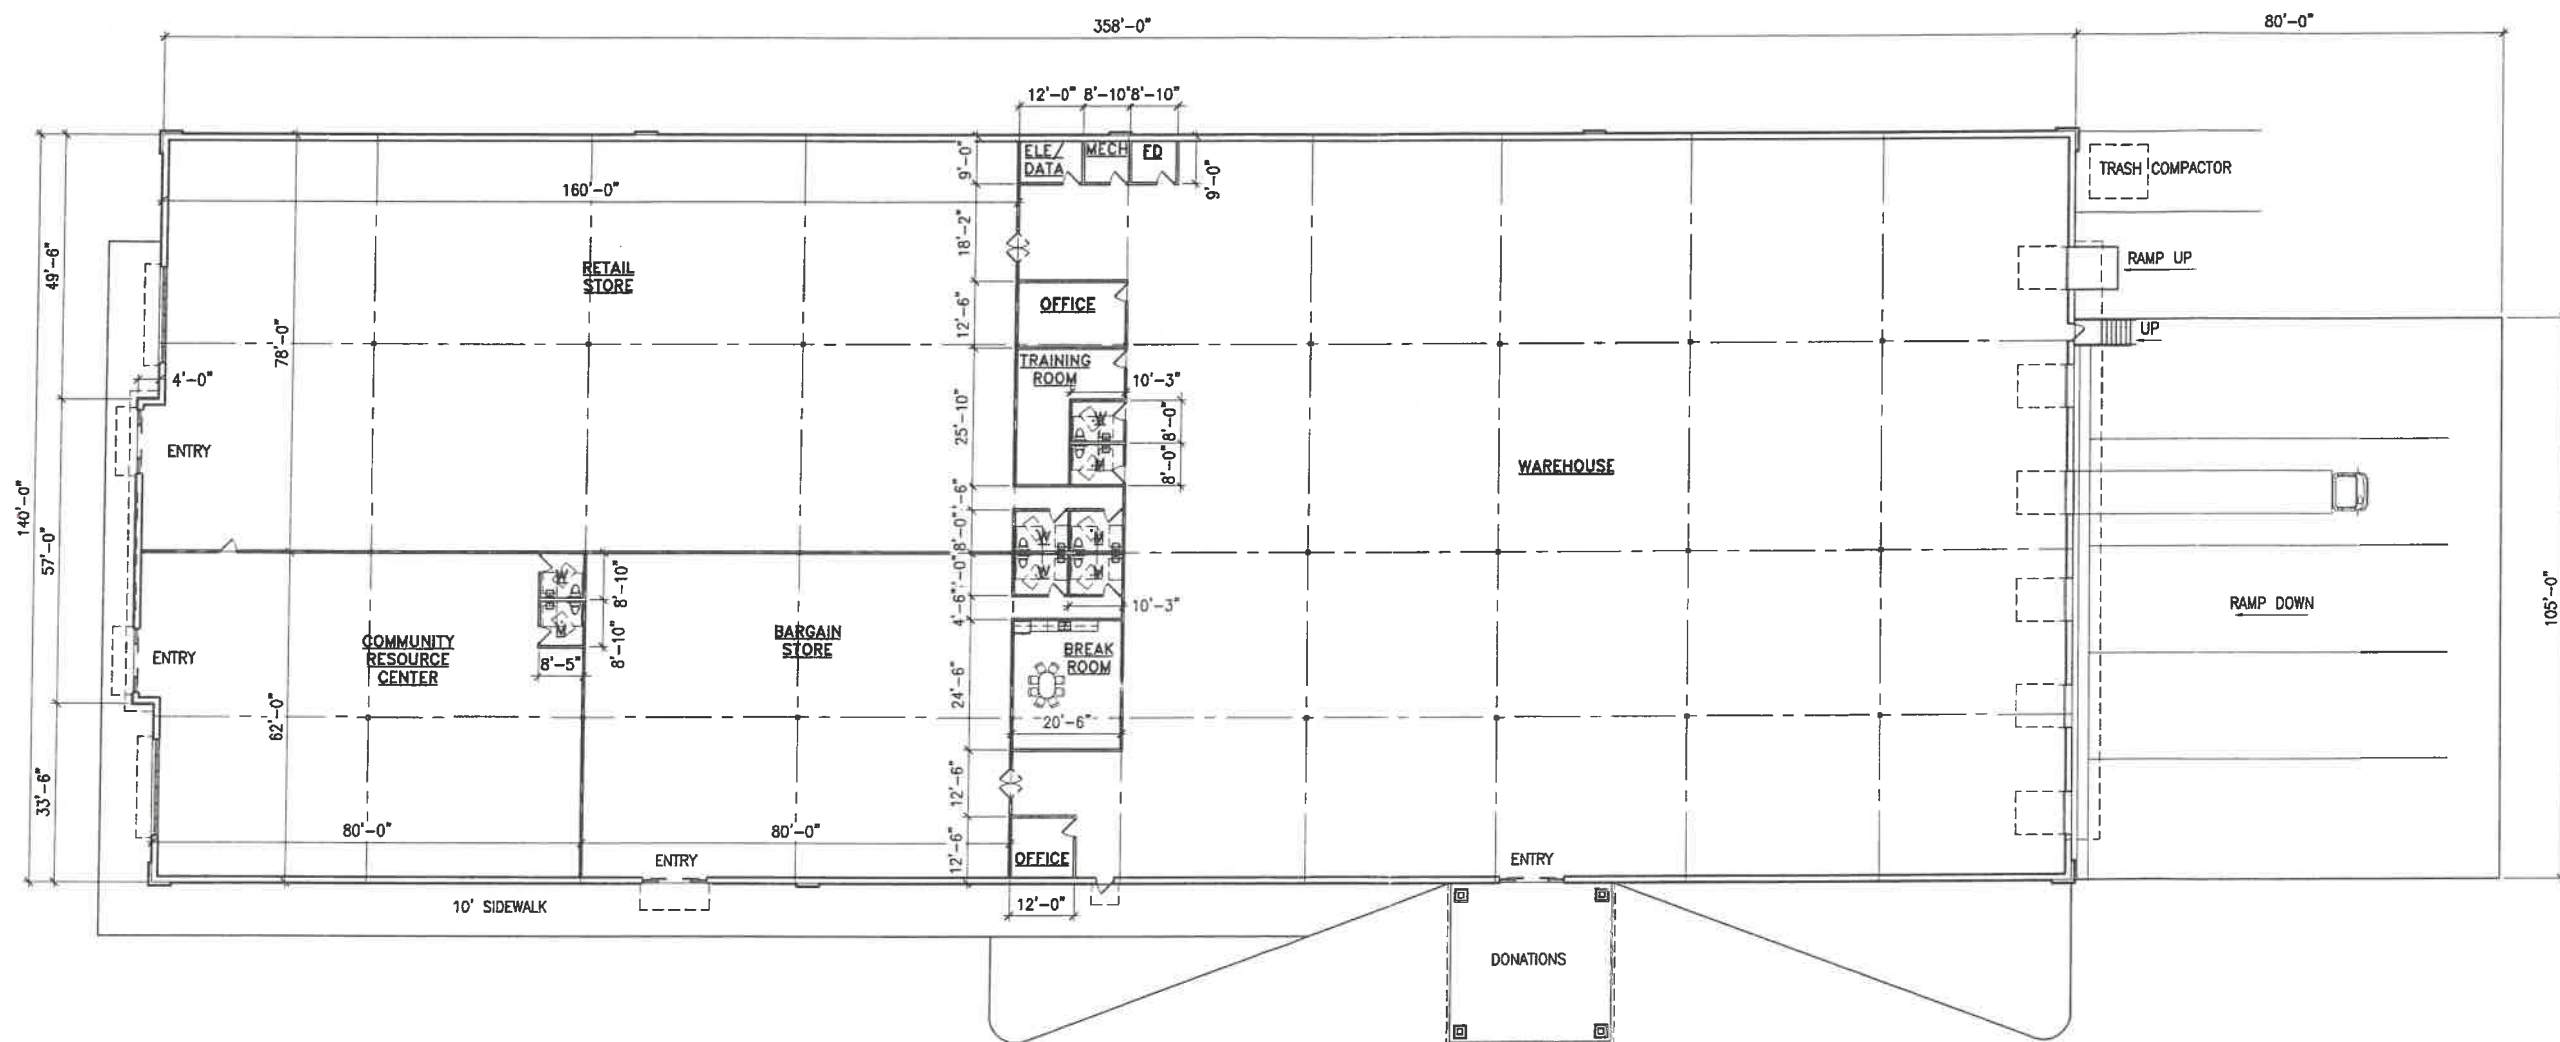 358'-0"
80'-0"
12'-0"
8'-10"
8'-10"
ELE/
DATA
MECH
FD
9'-0"
9'-0"
TRASH COMPACTOR
160'-0"
18'-2"
49'-6"
RETAIL
STORE
RAMP UP
OFFICE
12'-6"
78'-0"
UP
TRAINING
ROOM
4'-0"
10'-3"
25'-10"
W
8'-0"
M
8'-0"
ENTRY
WAREHOUSE
140'-0"
57'-0"
8'-0"
W
M
W
M
W
8'-10"
M
8'-10"
8'-5"
4'-6"
10'-3"
105'-0"
RAMP DOWN
COMMUNITY
RESOURCE
CENTER
BARGAIN
STORE
ENTRY
BREAK
ROOM
24'-6"
20'-6"
62'-0"
33'-6"
12'-6"
80'-0"
80'-0"
12'-6"
ENTRY
OFFICE
ENTRY
10' SIDEWALK
12'-0"
DONATIONS